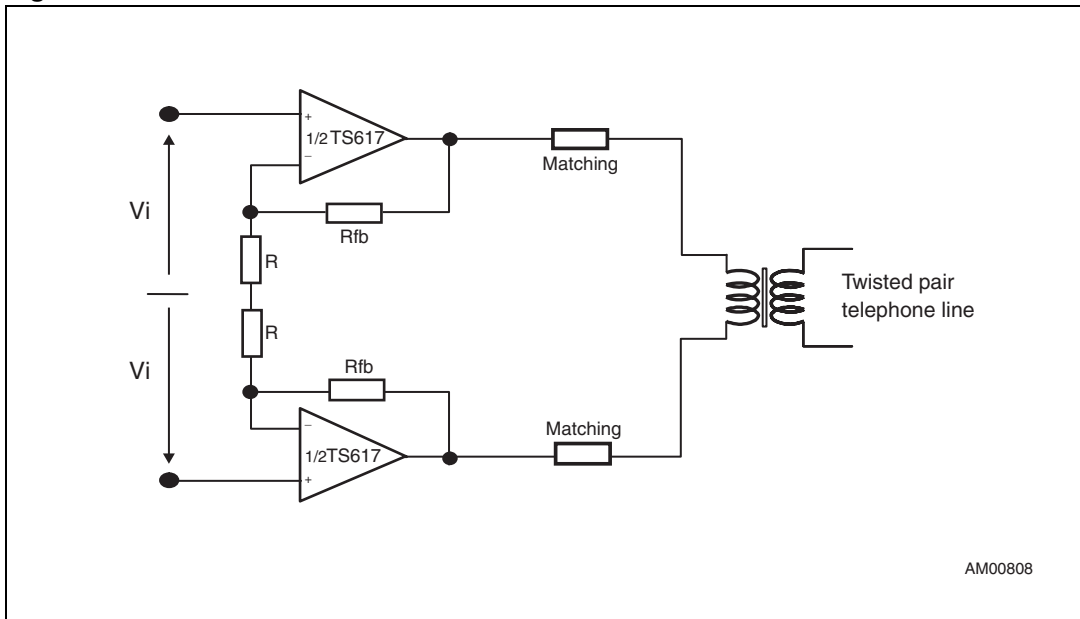 +
1/2TS617
–
Matching
Vi
Rfb
R
R
Twisted pair
telephone line
Vi
Rfb
–
1/2TS617
+
Matching
AM00808